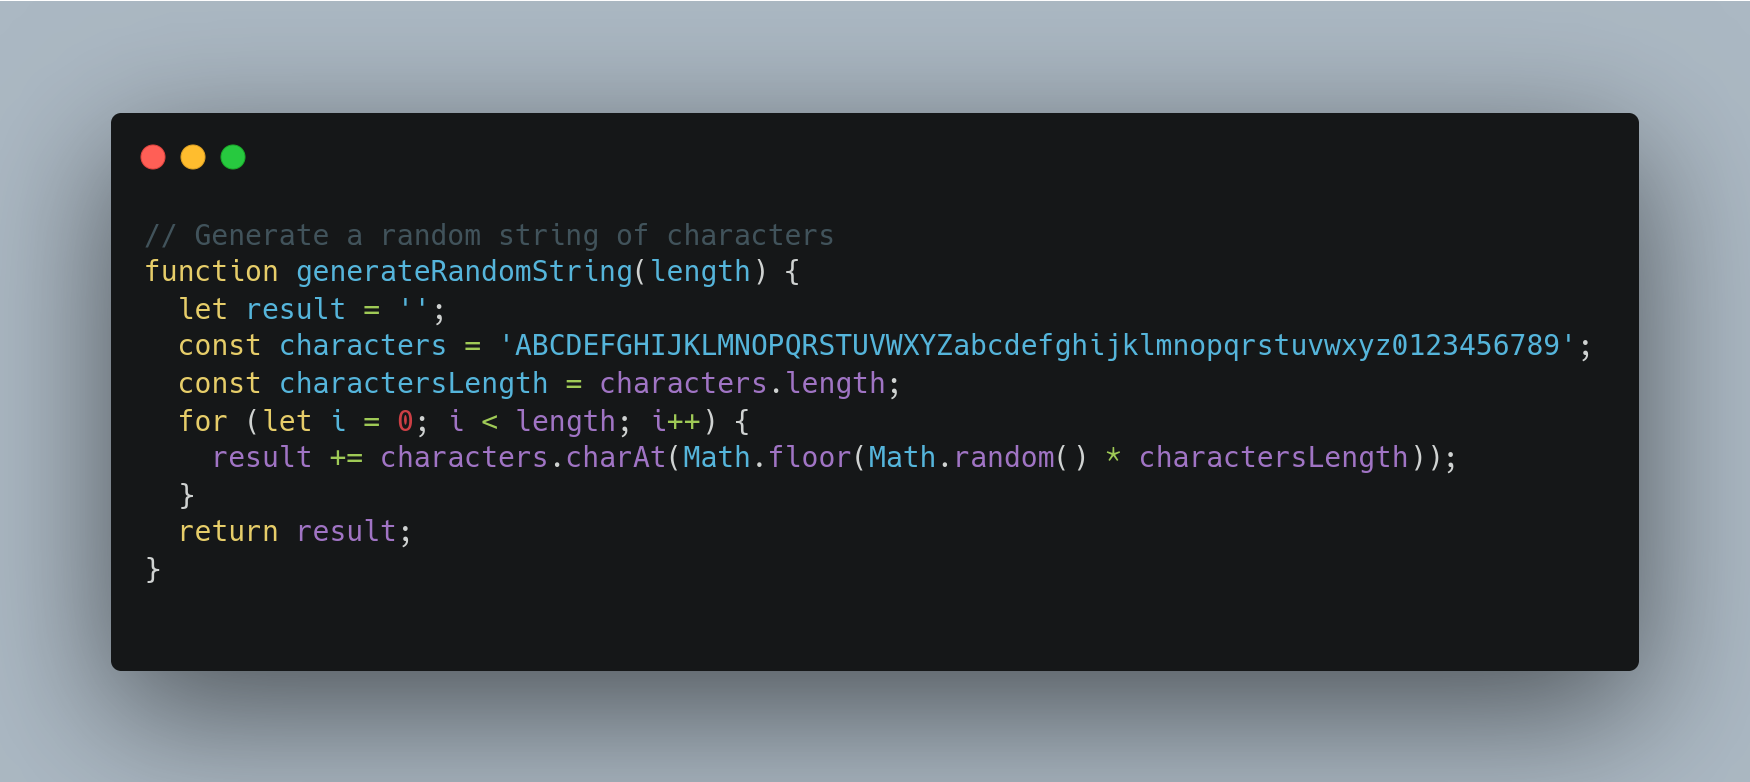 // Generate a random string of characters
function generateRandomString(length) {
  let result = '';
  const characters = 'ABCDEFGHIJKLMNOPQRSTUVWXYZabcdefghijklmnopqrstuvwxyz0123456789';
  const charactersLength = characters.length;
  for (let i = 0; i < length; i++) {
    result += characters.charAt(Math.floor(Math.random() * charactersLength));
  }
  return result;
}